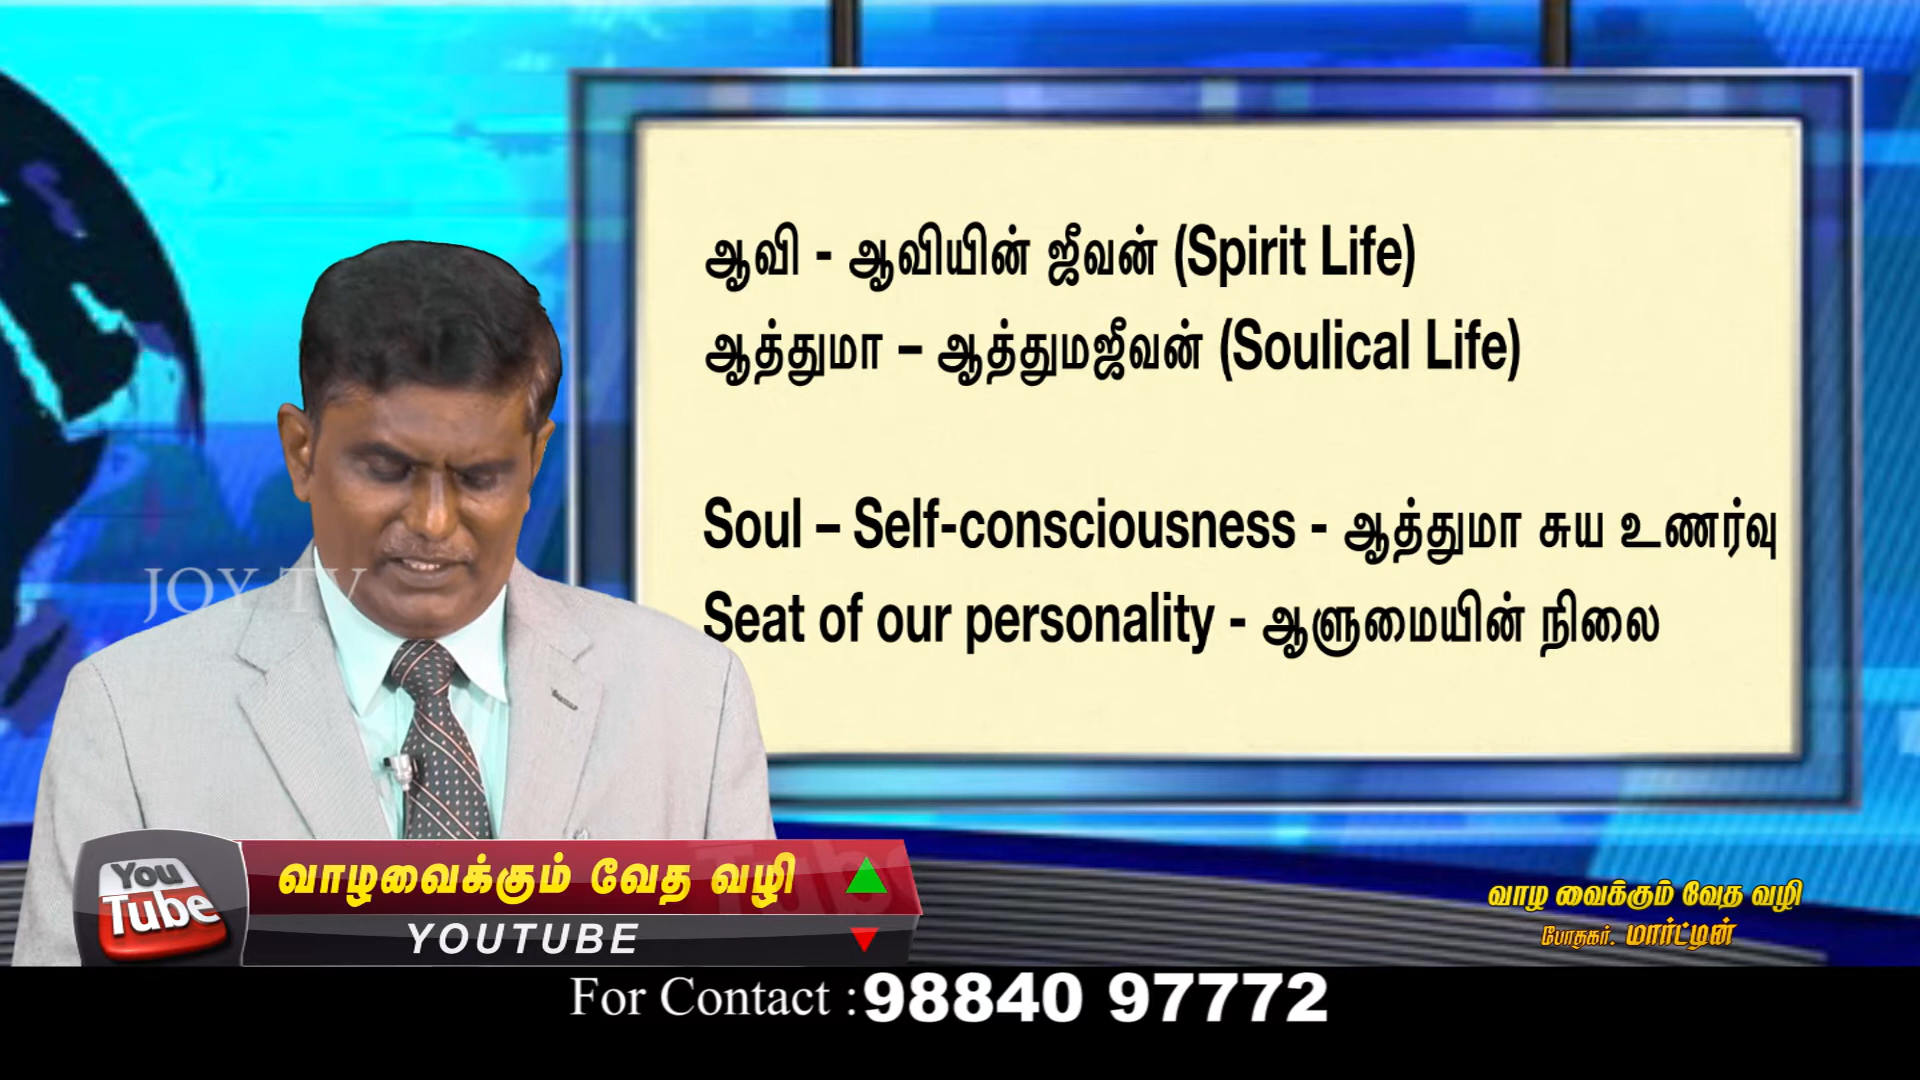 ஆவி - ஆவியின் ஜீவன் (Spirit Life)
ஆத்துமா – ஆத்துமஜீவன் (Soulical Life)
Soul – Self-consciousness - ஆத்துமா சுய உணர்வு
Seat of our personality - ஆளுமையின் நிலை
JOY TV
You
Tube
வாழவைக்கும் வேத வழி
YOUTUBE
வாழ வைக்கும் வேத வழி
போதகர். மார்ட்டின்
For Contact : 98840 97772